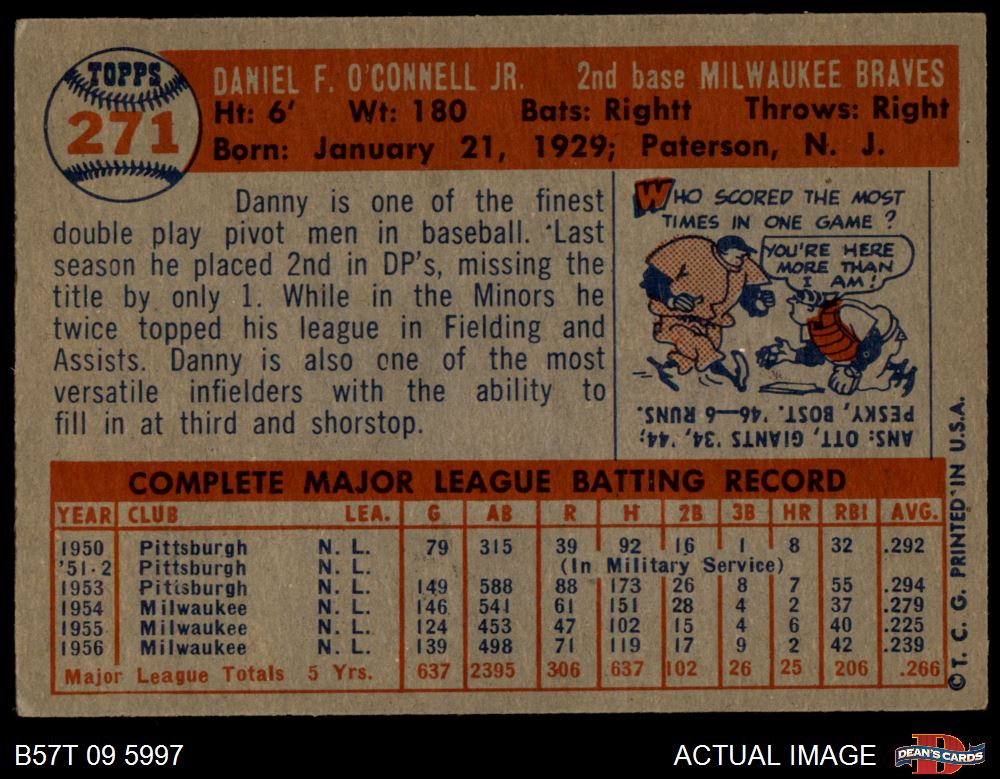 TOPPS
271
DANIEL F. O'CONNELL JR. 2nd base MILWAUKEE BRAVES
Ht: 6' Wt: 180 Bats: Rightt Throws: Right
Born: January 21, 1929; Paterson, N. J.
Danny is one of the finest
double play pivot men in baseball. Last
season he placed 2nd in DP's, missing the
title by only 1. While in the Minors he
twice topped his league in Fielding and
Assists. Danny is also one of the most
versatile infielders with the ability to
fill in at third and shorstop.
WHO SCORED THE MOST
TIMES IN ONE GAME?
YOU'RE HERE
MORE THAN
I AM!
ANS: OTT, GIANTS '34, '44;
PESKY, BOST. '46—6 RUNS.
COMPLETE MAJOR LEAGUE BATTING RECORD
YEAR CLUB LEA. G AB R H 2B 3B HR RBI AVG.
1950 Pittsburgh N. L. 79 315 39 92 16 1 8 32 .292
'51-2 Pittsburgh N. L. (In Military Service)
1953 Pittsburgh N. L. 149 588 88 173 26 8 7 55 .294
1954 Milwaukee N. L. 146 541 61 151 28 4 2 37 .279
1955 Milwaukee N. L. 124 453 47 102 15 4 6 40 .225
1956 Milwaukee N. L. 139 498 71 119 17 9 2 42 .239
Major League Totals 5 Yrs. 637 2395 306 637 102 26 25 206 .266
© T. C. G. PRINTED IN U.S.A.
B57T 09 5997
ACTUAL IMAGE
DEAN'S CARDS